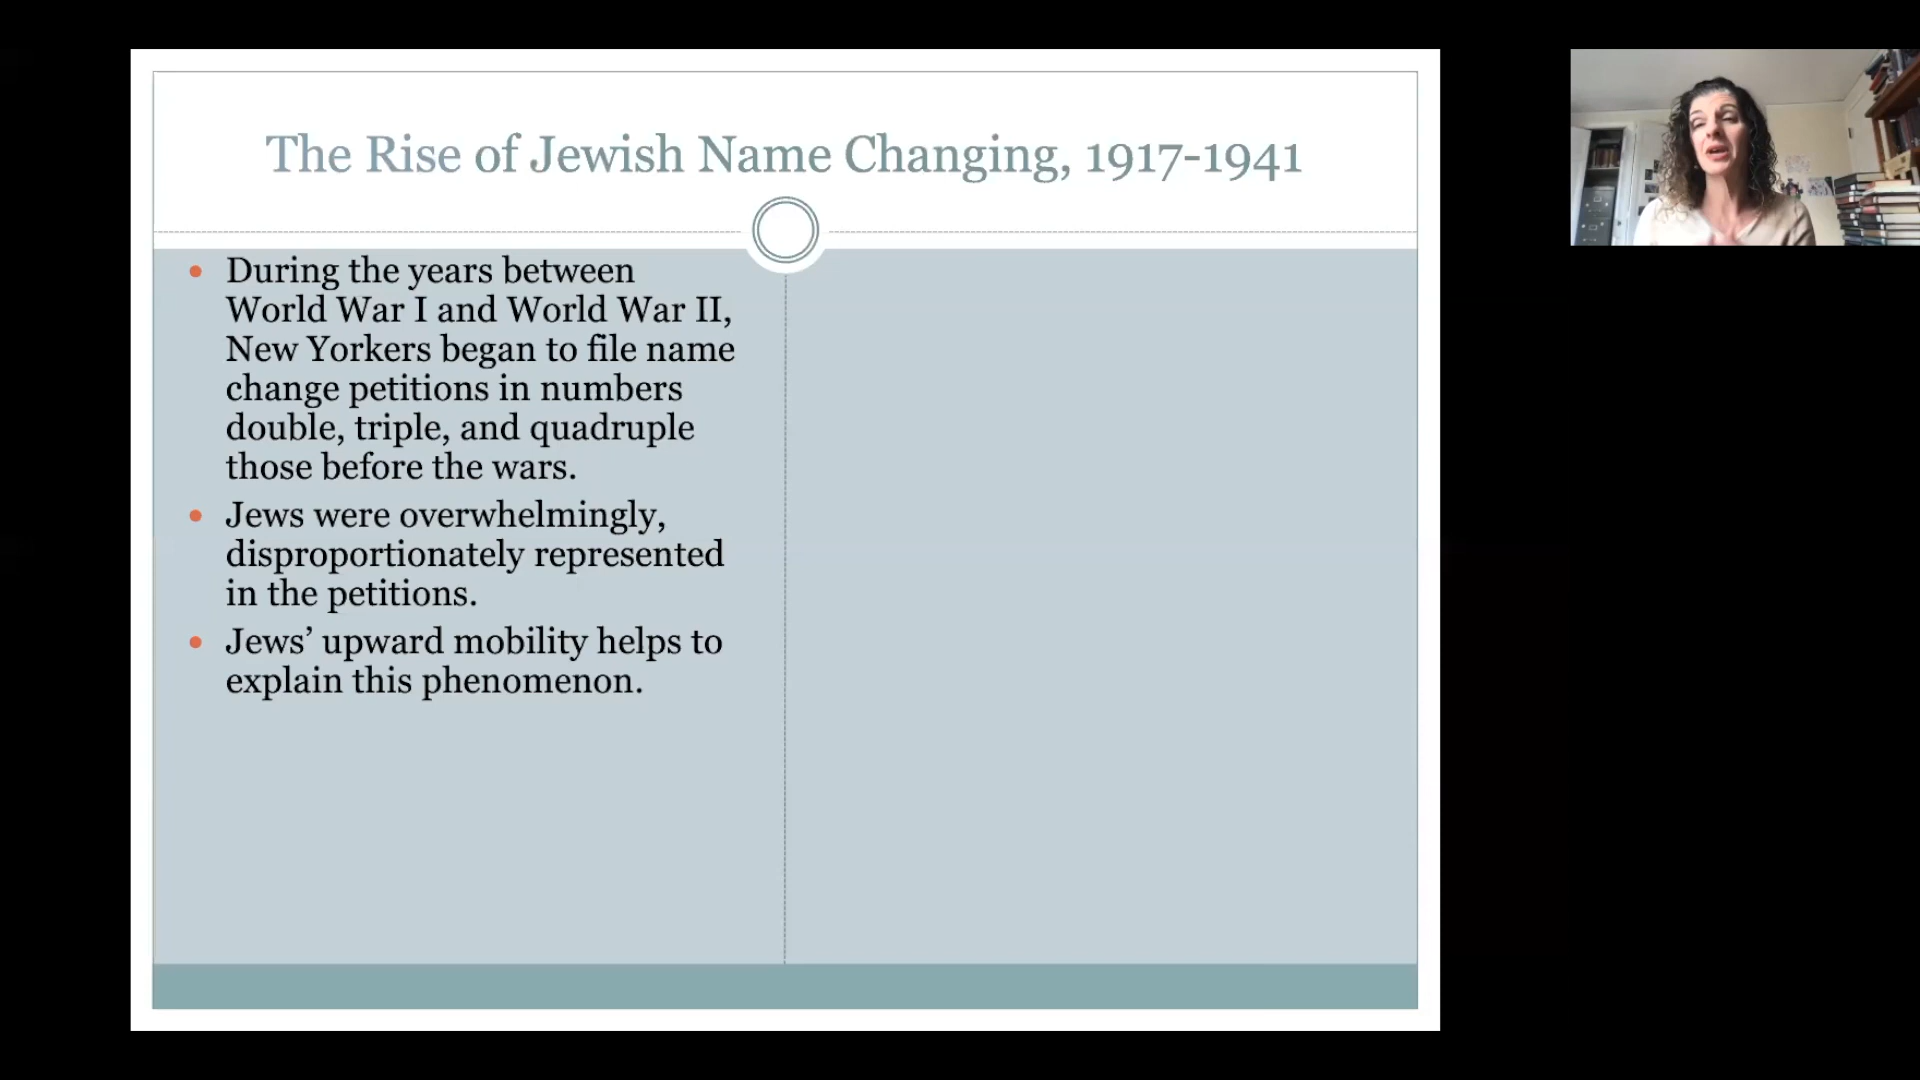 The Rise of Jewish Name Changing, 1917-1941
During the years between
World War I and World War II,
New Yorkers began to file name
change petitions in numbers
double, triple, and quadruple
those before the wars.
Jews were overwhelmingly,
disproportionately represented
in the petitions.
Jews’ upward mobility helps to
explain this phenomenon.